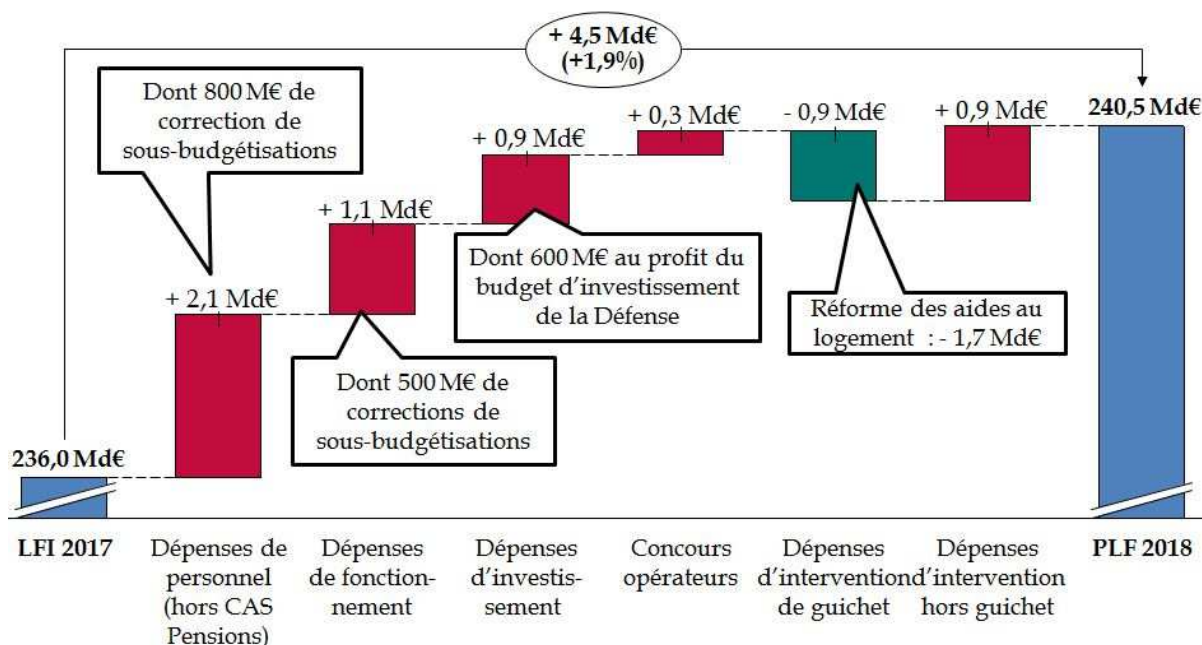 + 4,5 Md€
(+1,9%)
Dont 800 M€ de
correction de
sous-budgétisations
240,5 Md€
+ 0,3 Md€
- 0,9 Md€
+ 0,9 Md€
+ 0,9 Md€
+ 1,1 Md€
Dont 600 M€ au profit du
budget d’investissement
de la Défense
+ 2,1 Md€
Réforme des aides au
logement : - 1,7 Md€
Dont 500 M€ de
corrections de
sous-budgétisations
236,0 Md€
LFI 2017
Dépenses de
personnel
(hors CAS
Pensions)
Dépenses
de fonction-
nement
Dépenses
d’investis-
sement
Concours
opérateurs
Dépenses
d’intervention
de guichet
Dépenses
d’intervention
hors guichet
PLF 2018